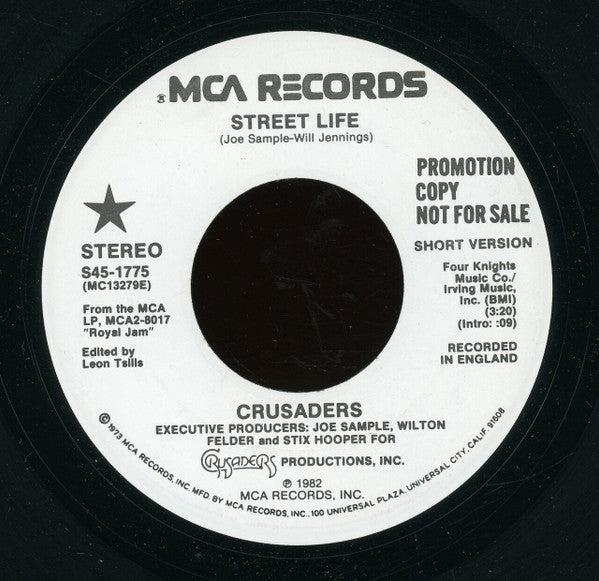 ® MCA RECORDS
STREET LIFE
(Joe Sample-Will Jennings)
PROMOTION
COPY
NOT FOR SALE
STEREO
S45-1775
(MC13279E)
SHORT VERSION
From the MCA
LP, MCA2-8017
"Royal Jam"
Edited by
Leon Tsilis
Four Knights
Music Co./
Irving Music,
Inc. (BMI)
(3:20)
(Intro: :09)
RECORDED
IN ENGLAND
CRUSADERS
EXECUTIVE PRODUCERS: JOE SAMPLE, WILTON
FELDER and STIX HOOPER FOR
CRUSADERS PRODUCTIONS, INC.
℗ 1982
MCA RECORDS, INC.
© 1973 MCA RECORDS, INC. MFD. BY MCA RECORDS, INC., 100 UNIVERSAL PLAZA, UNIVERSAL CITY, CALIF. 91608